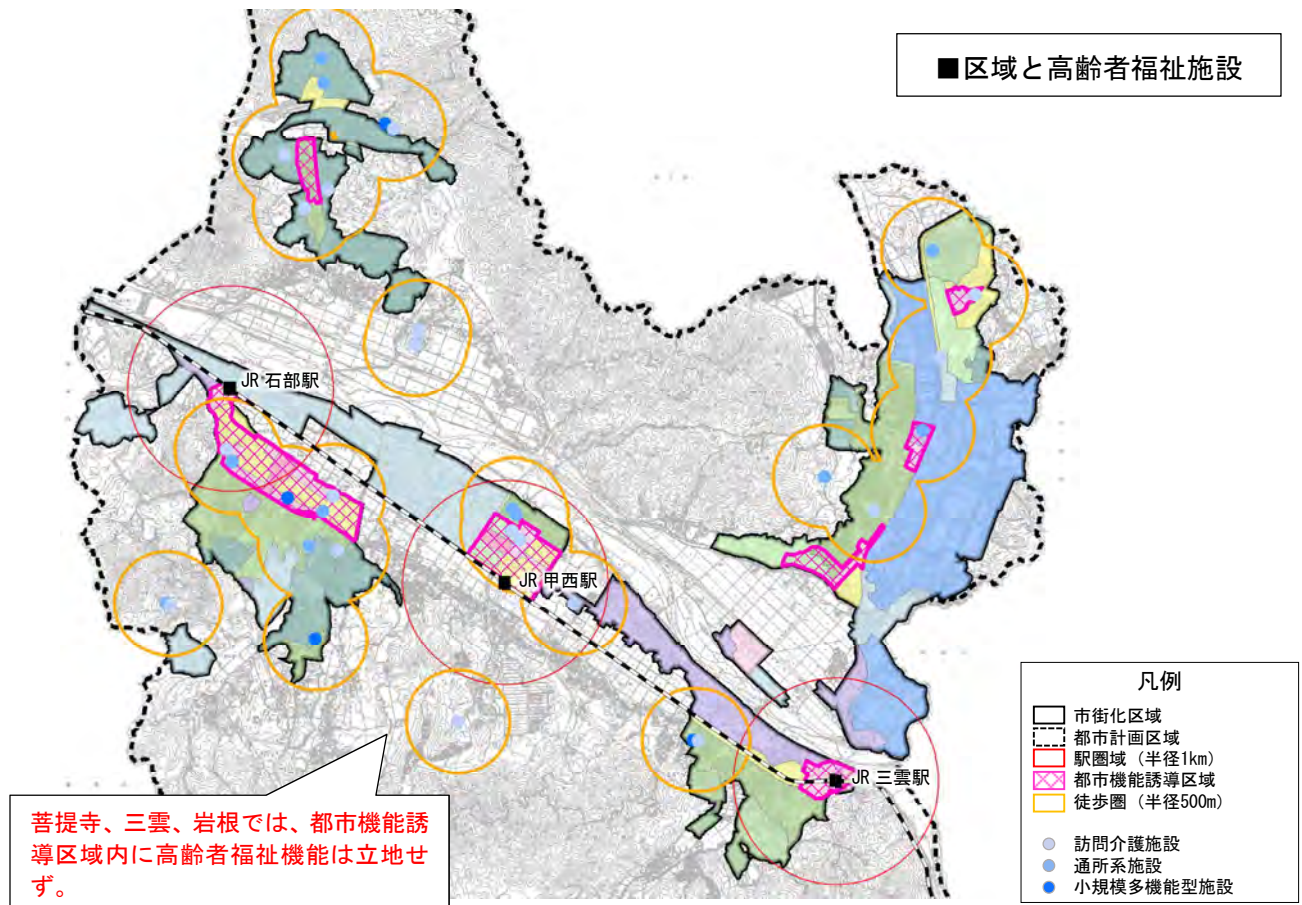 ■区域と高齢者福祉施設
JR 石部駅
JR 甲西駅
JR 三雲駅
菩提寺、三雲、岩根では、都市機能誘
導区域内に高齢者福祉機能は立地せ
ず。
凡例
市街化区域
都市計画区域
駅圏域（半径1km）
都市機能誘導区域
徒歩圏（半径500m）
訪問介護施設
通所系施設
小規模多機能型施設